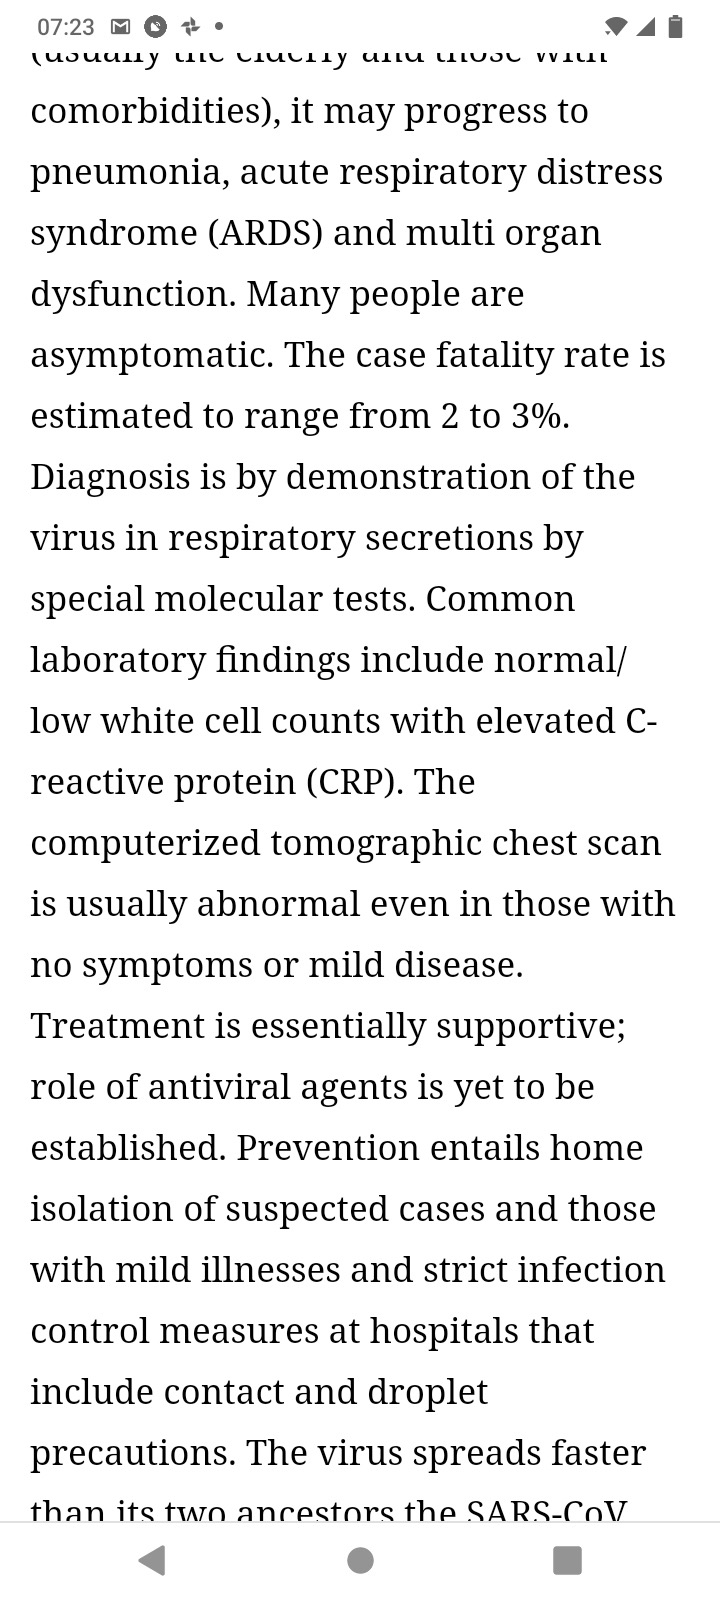 07:23
(usually the elderly and those with
comorbidities), it may progress to
pneumonia, acute respiratory distress
syndrome (ARDS) and multi organ
dysfunction. Many people are
asymptomatic. The case fatality rate is
estimated to range from 2 to 3%.
Diagnosis is by demonstration of the
virus in respiratory secretions by
special molecular tests. Common
laboratory findings include normal/
low white cell counts with elevated C-
reactive protein (CRP). The
computerized tomographic chest scan
is usually abnormal even in those with
no symptoms or mild disease.
Treatment is essentially supportive;
role of antiviral agents is yet to be
established. Prevention entails home
isolation of suspected cases and those
with mild illnesses and strict infection
control measures at hospitals that
include contact and droplet
precautions. The virus spreads faster
than its two ancestors the SARS-CoV